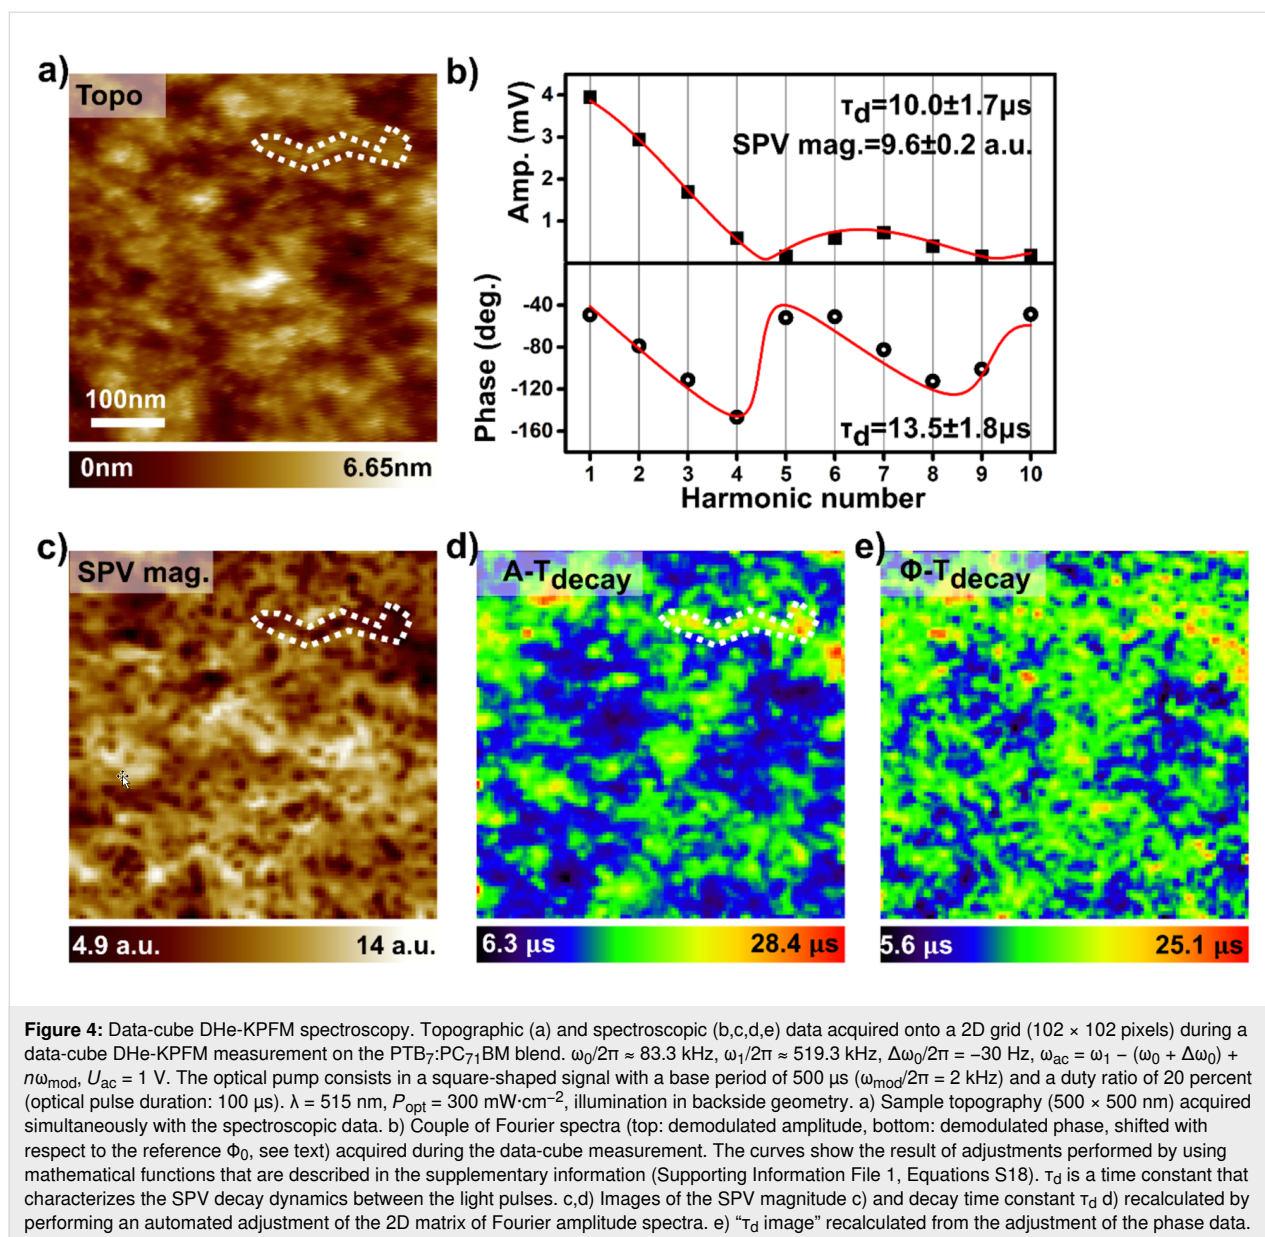 a)
Topo
100nm
0nm 6.65nm
b)
Amp. (mV)
4
3
2
1
τd=10.0±1.7µs
SPV mag.=9.6±0.2 a.u.
Phase (deg.)
-40
-80
-120
-160
τd=13.5±1.8µs
1 2 3 4 5 6 7 8 9 10
Harmonic number
c)
SPV mag.
4.9 a.u. 14 a.u.
d)
A-Tdecay
6.3 µs 28.4 µs
e)
Φ-Tdecay
5.6 µs 25.1 µs
Figure 4: Data-cube DHe-KPFM spectroscopy. Topographic (a) and spectroscopic (b,c,d,e) data acquired onto a 2D grid (102 × 102 pixels) during a
data-cube DHe-KPFM measurement on the PTB7:PC71BM blend. ω0/2π ≈ 83.3 kHz, ω1/2π ≈ 519.3 kHz, Δω0/2π = −30 Hz, ωac = ω1 − (ω0 + Δω0) +
nωmod, Uac = 1 V. The optical pump consists in a square-shaped signal with a base period of 500 µs (ωmod/2π = 2 kHz) and a duty ratio of 20 percent
(optical pulse duration: 100 µs). λ = 515 nm, Popt = 300 mW·cm−2, illumination in backside geometry. a) Sample topography (500 × 500 nm) acquired
simultaneously with the spectroscopic data. b) Couple of Fourier spectra (top: demodulated amplitude, bottom: demodulated phase, shifted with
respect to the reference Φ0, see text) acquired during the data-cube measurement. The curves show the result of adjustments performed by using
mathematical functions that are described in the supplementary information (Supporting Information File 1, Equations S18). τd is a time constant that
characterizes the SPV decay dynamics between the light pulses. c,d) Images of the SPV magnitude c) and decay time constant τd d) recalculated by
performing an automated adjustment of the 2D matrix of Fourier amplitude spectra. e) “τd image” recalculated from the adjustment of the phase data.